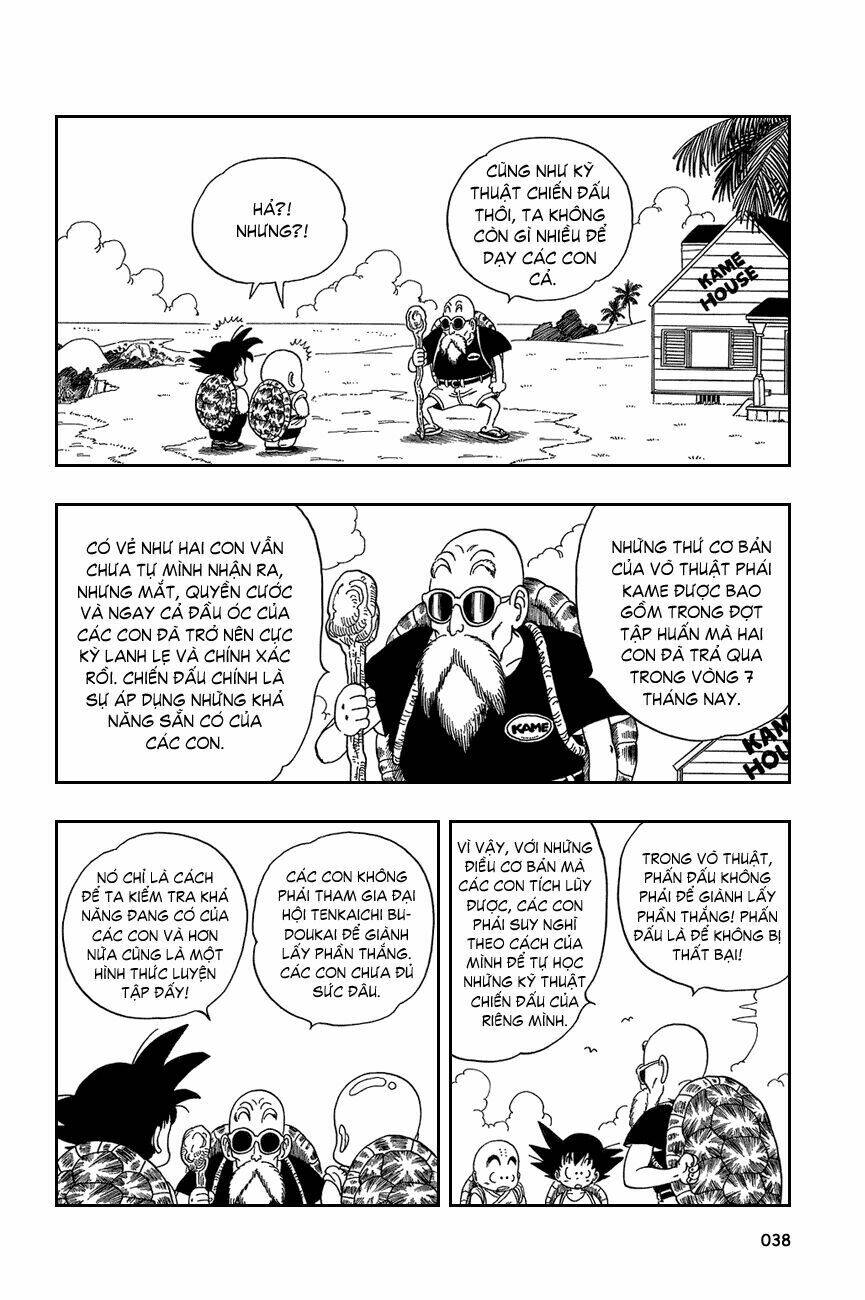 CŨNG NHƯ KỸ
THUẬT CHIẾN ĐẤU
THÔI, TA KHÔNG
CÒN GÌ NHIỀU ĐỂ
DẠY CÁC CON
CẢ.
HẢ?!
NHƯNG?!
KAME
HOUSE
NHỮNG THỨ CƠ BẢN
CỦA VÕ THUẬT PHÁI
KAME ĐƯỢC BAO
GỒM TRONG ĐỢT
TẬP HUẤN MÀ HAI
CON ĐÃ TRẢ QUA
TRONG VÒNG 7
THÁNG NAY.
CÓ VẺ NHƯ HAI CON VẪN
CHƯA TỰ MÌNH NHẬN RA,
NHƯNG MẮT, QUYỀN CƯỚC
VÀ NGAY CẢ ĐẦU ÓC CỦA
CÁC CON ĐÃ TRỞ NÊN CỰC
KỲ LANH LẸ VÀ CHÍNH XÁC
RỒI. CHIẾN ĐẤU CHÍNH LÀ
SỰ ÁP DỤNG NHỮNG KHẢ
NĂNG SẴN CÓ CỦA
CÁC CON.
KAME
KAME
HOU
TRONG VÕ THUẬT,
PHẤN ĐẤU KHÔNG
PHẢI ĐỂ GIÀNH LẤY
PHẦN THẮNG! PHẤN
ĐẤU LÀ ĐỂ KHÔNG BỊ
THẤT BẠI!
VÌ VẬY, VỚI NHỮNG
ĐIỀU CƠ BẢN MÀ
CÁC CON TÍCH LŨY
ĐƯỢC, CÁC CON
PHẢI SUY NGHĨ
THEO CÁCH CỦA
MÌNH ĐỂ TỰ HỌC
NHỮNG KỸ THUẬT
CHIẾN ĐẤU CỦA
RIÊNG MÌNH.
CÁC CON KHÔNG
PHẢI THAM GIA ĐẠI
HỘI TENKAICHI BU-
DOUKAI ĐỂ GIÀNH
LẤY PHẦN THẮNG.
CÁC CON CHƯA ĐỦ
SỨC ĐÂU.
NÓ CHỈ LÀ CÁCH
ĐỂ TA KIỂM TRA KHẢ
NĂNG ĐANG CÓ CỦA
CÁC CON VÀ HƠN
NỮA CŨNG LÀ MỘT
HÌNH THỨC LUYỆN
TẬP ĐẤY!
038